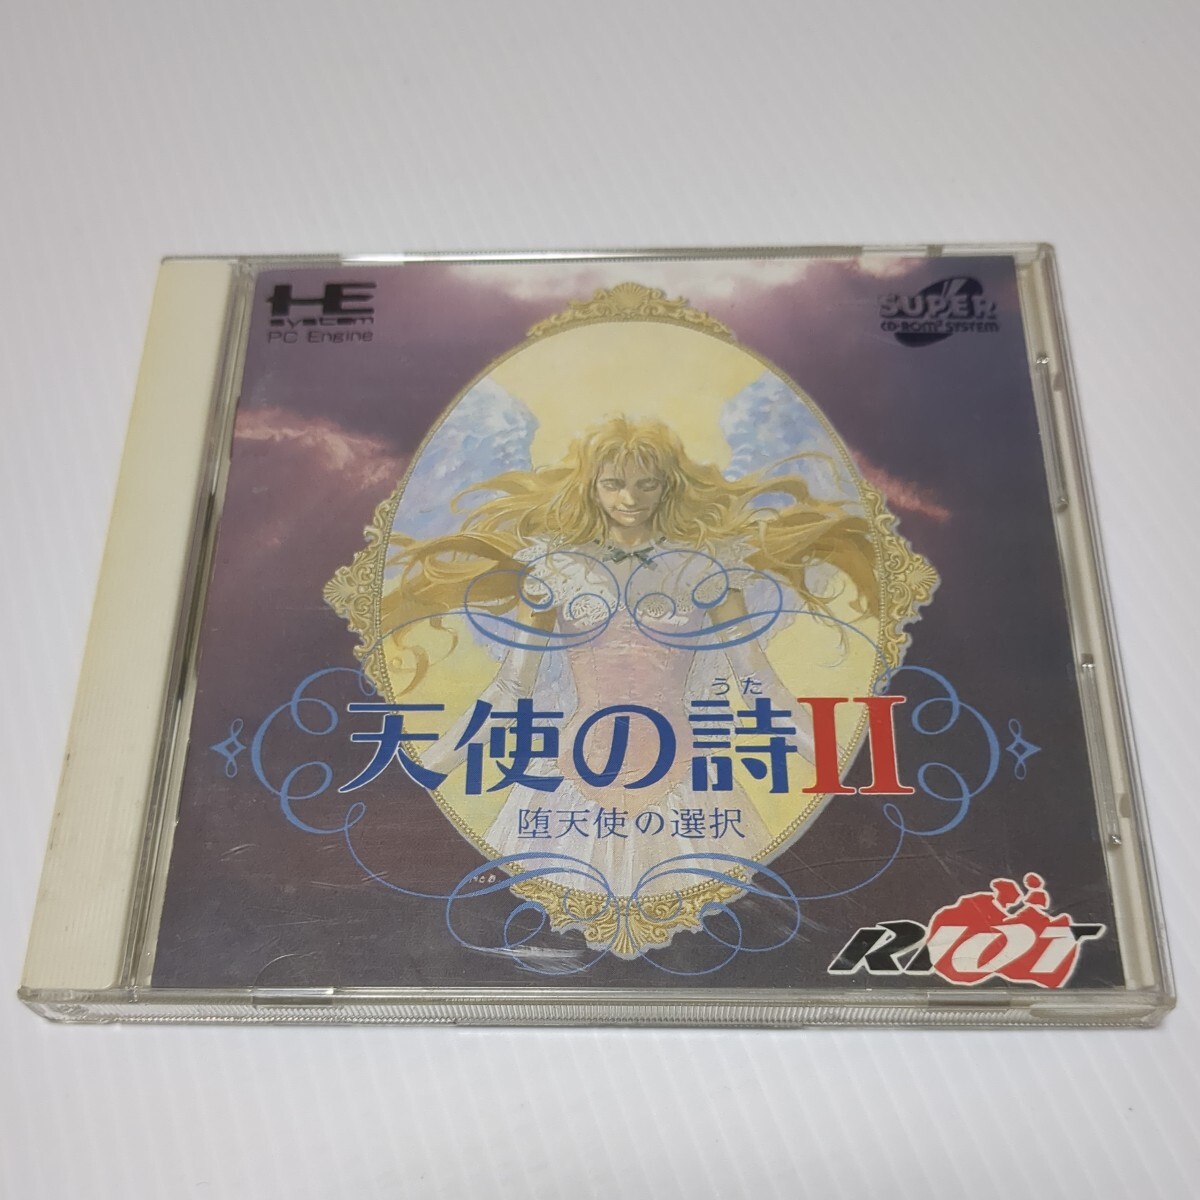 HE
system
PC Engine
SUPER
CD-ROM² SYSTEM
うた
天使の詩II
堕天使の選択
RIOT